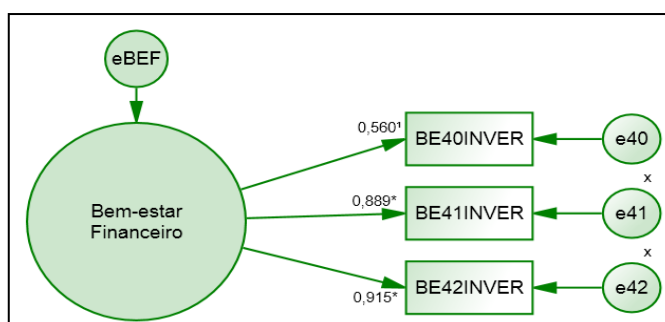 eBEF
Bem-estar
Financeiro
0,560¹
BE40INVER
e40
x
0,889*
BE41INVER
e41
x
0,915*
BE42INVER
e42